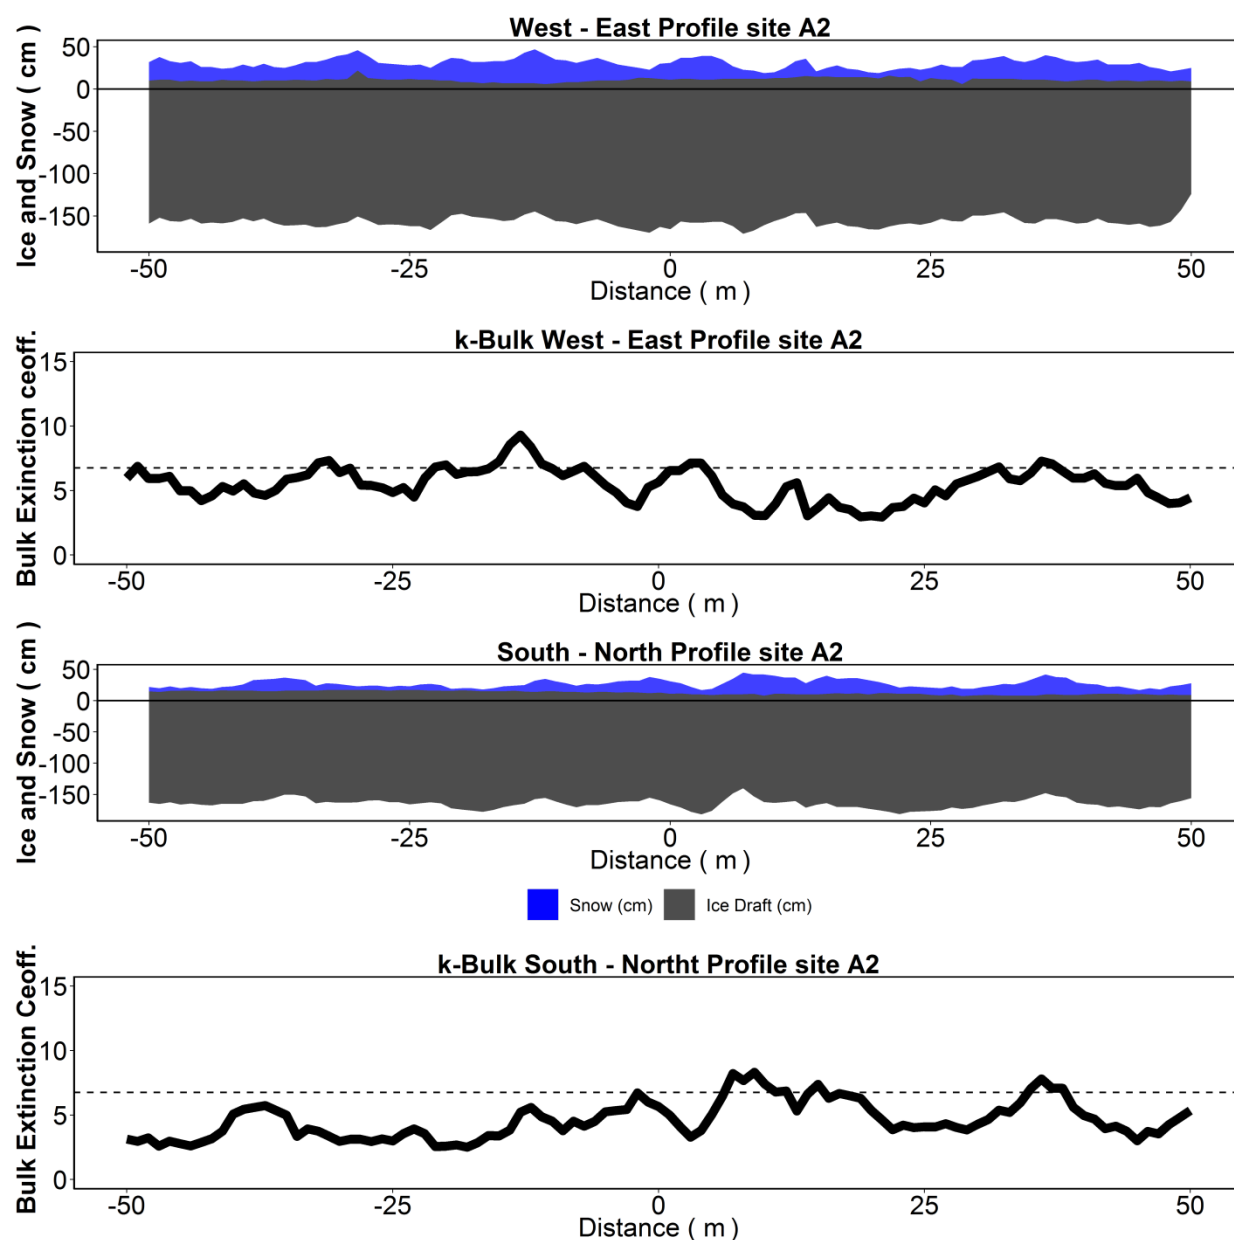 West - East Profile site A2
Ice and Snow ( cm )
50
0
-50
-100
-150
-50
-25
0
25
50
Distance ( m )
k-Bulk West - East Profile site A2
Bulk Exinction ceoff.
15
10
5
0
-50
-25
0
25
50
Distance ( m )
South - North Profile site A2
Ice and Snow ( cm )
50
0
-50
-100
-150
-50
-25
0
25
50
Distance ( m )
Snow (cm)
Ice Draft (cm)
k-Bulk South - Northt Profile site A2
Bulk Extinction Ceoff.
15
10
5
0
-50
-25
0
25
50
Distance ( m )